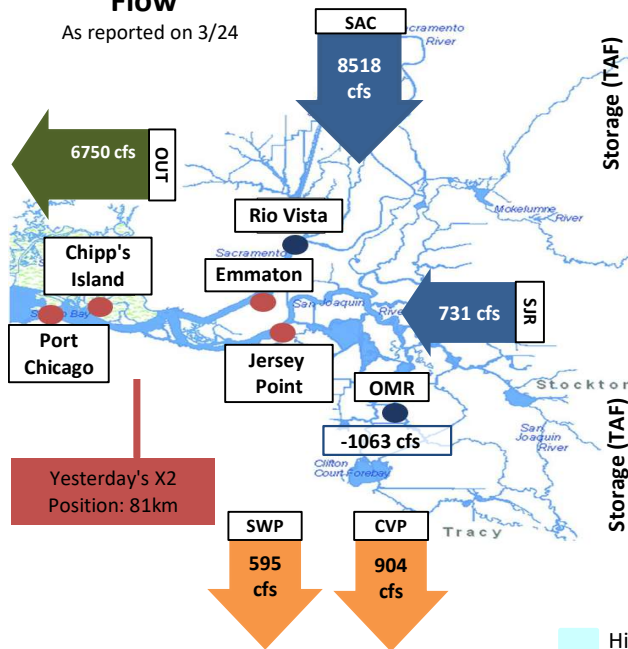 Flow
As reported on 3/24
SAC
8518
cfs
Sacramento
River
Storage (TAF)
6750 cfs
OUT
Rio Vista
Mokelumne
River
Chipp's
Island
Sacramento
Emmaton
San Joaquin
River
731 cfs
SJR
Port
Chicago
Jersey
Point
OMR
Stockton
-1063 cfs
San
Joaquin
River
Clifton
Court Forebay
Storage (TAF)
Yesterday's X2
Position: 81km
SWP
CVP
Tracy
595
cfs
904
cfs
Hi